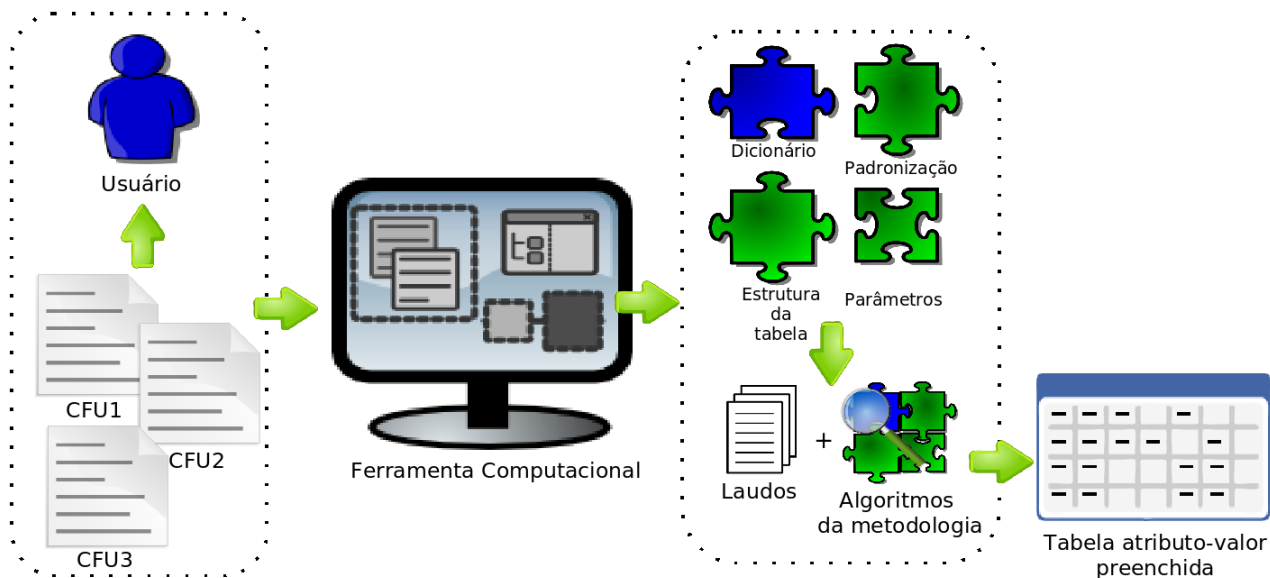 Usuário
CFU1
CFU2
CFU3
Ferramenta Computacional
Dicionário
Padronização
Estrutura
da
tabela
Parâmetros
Laudos
+
Algoritmos
da metodologia
Tabela atributo-valor
preenchida